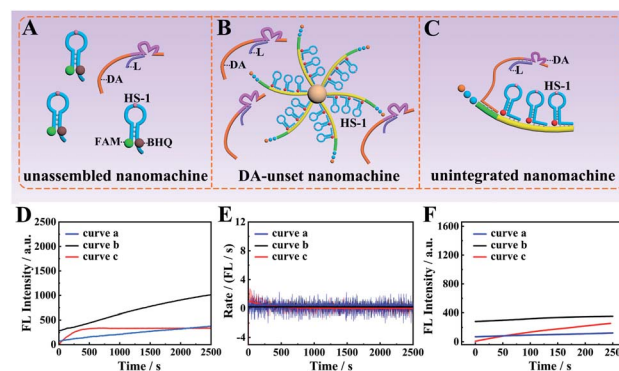 A
DA
L
HS-1
FAM
BHQ
unassembled nanomachine
B
L
DA
HS-1
DA-unset nanomachine
C
DA
L
HS-1
unintegrated nanomachine
D
FL Intensity / a.u.
2500
2000
1500
1000
500
0
curve a
curve b
curve c
0 500 1000 1500 2000 2500
Time / s
E
Rate / (FL / s)
12
8
4
0
-4
curve a
curve b
curve c
0 500 1000 1500 2000 2500
Time / s
F
FL Intensity / a.u.
1600
1200
800
400
0
curve a
curve b
curve c
0 50 100 150 200 250
Time / s